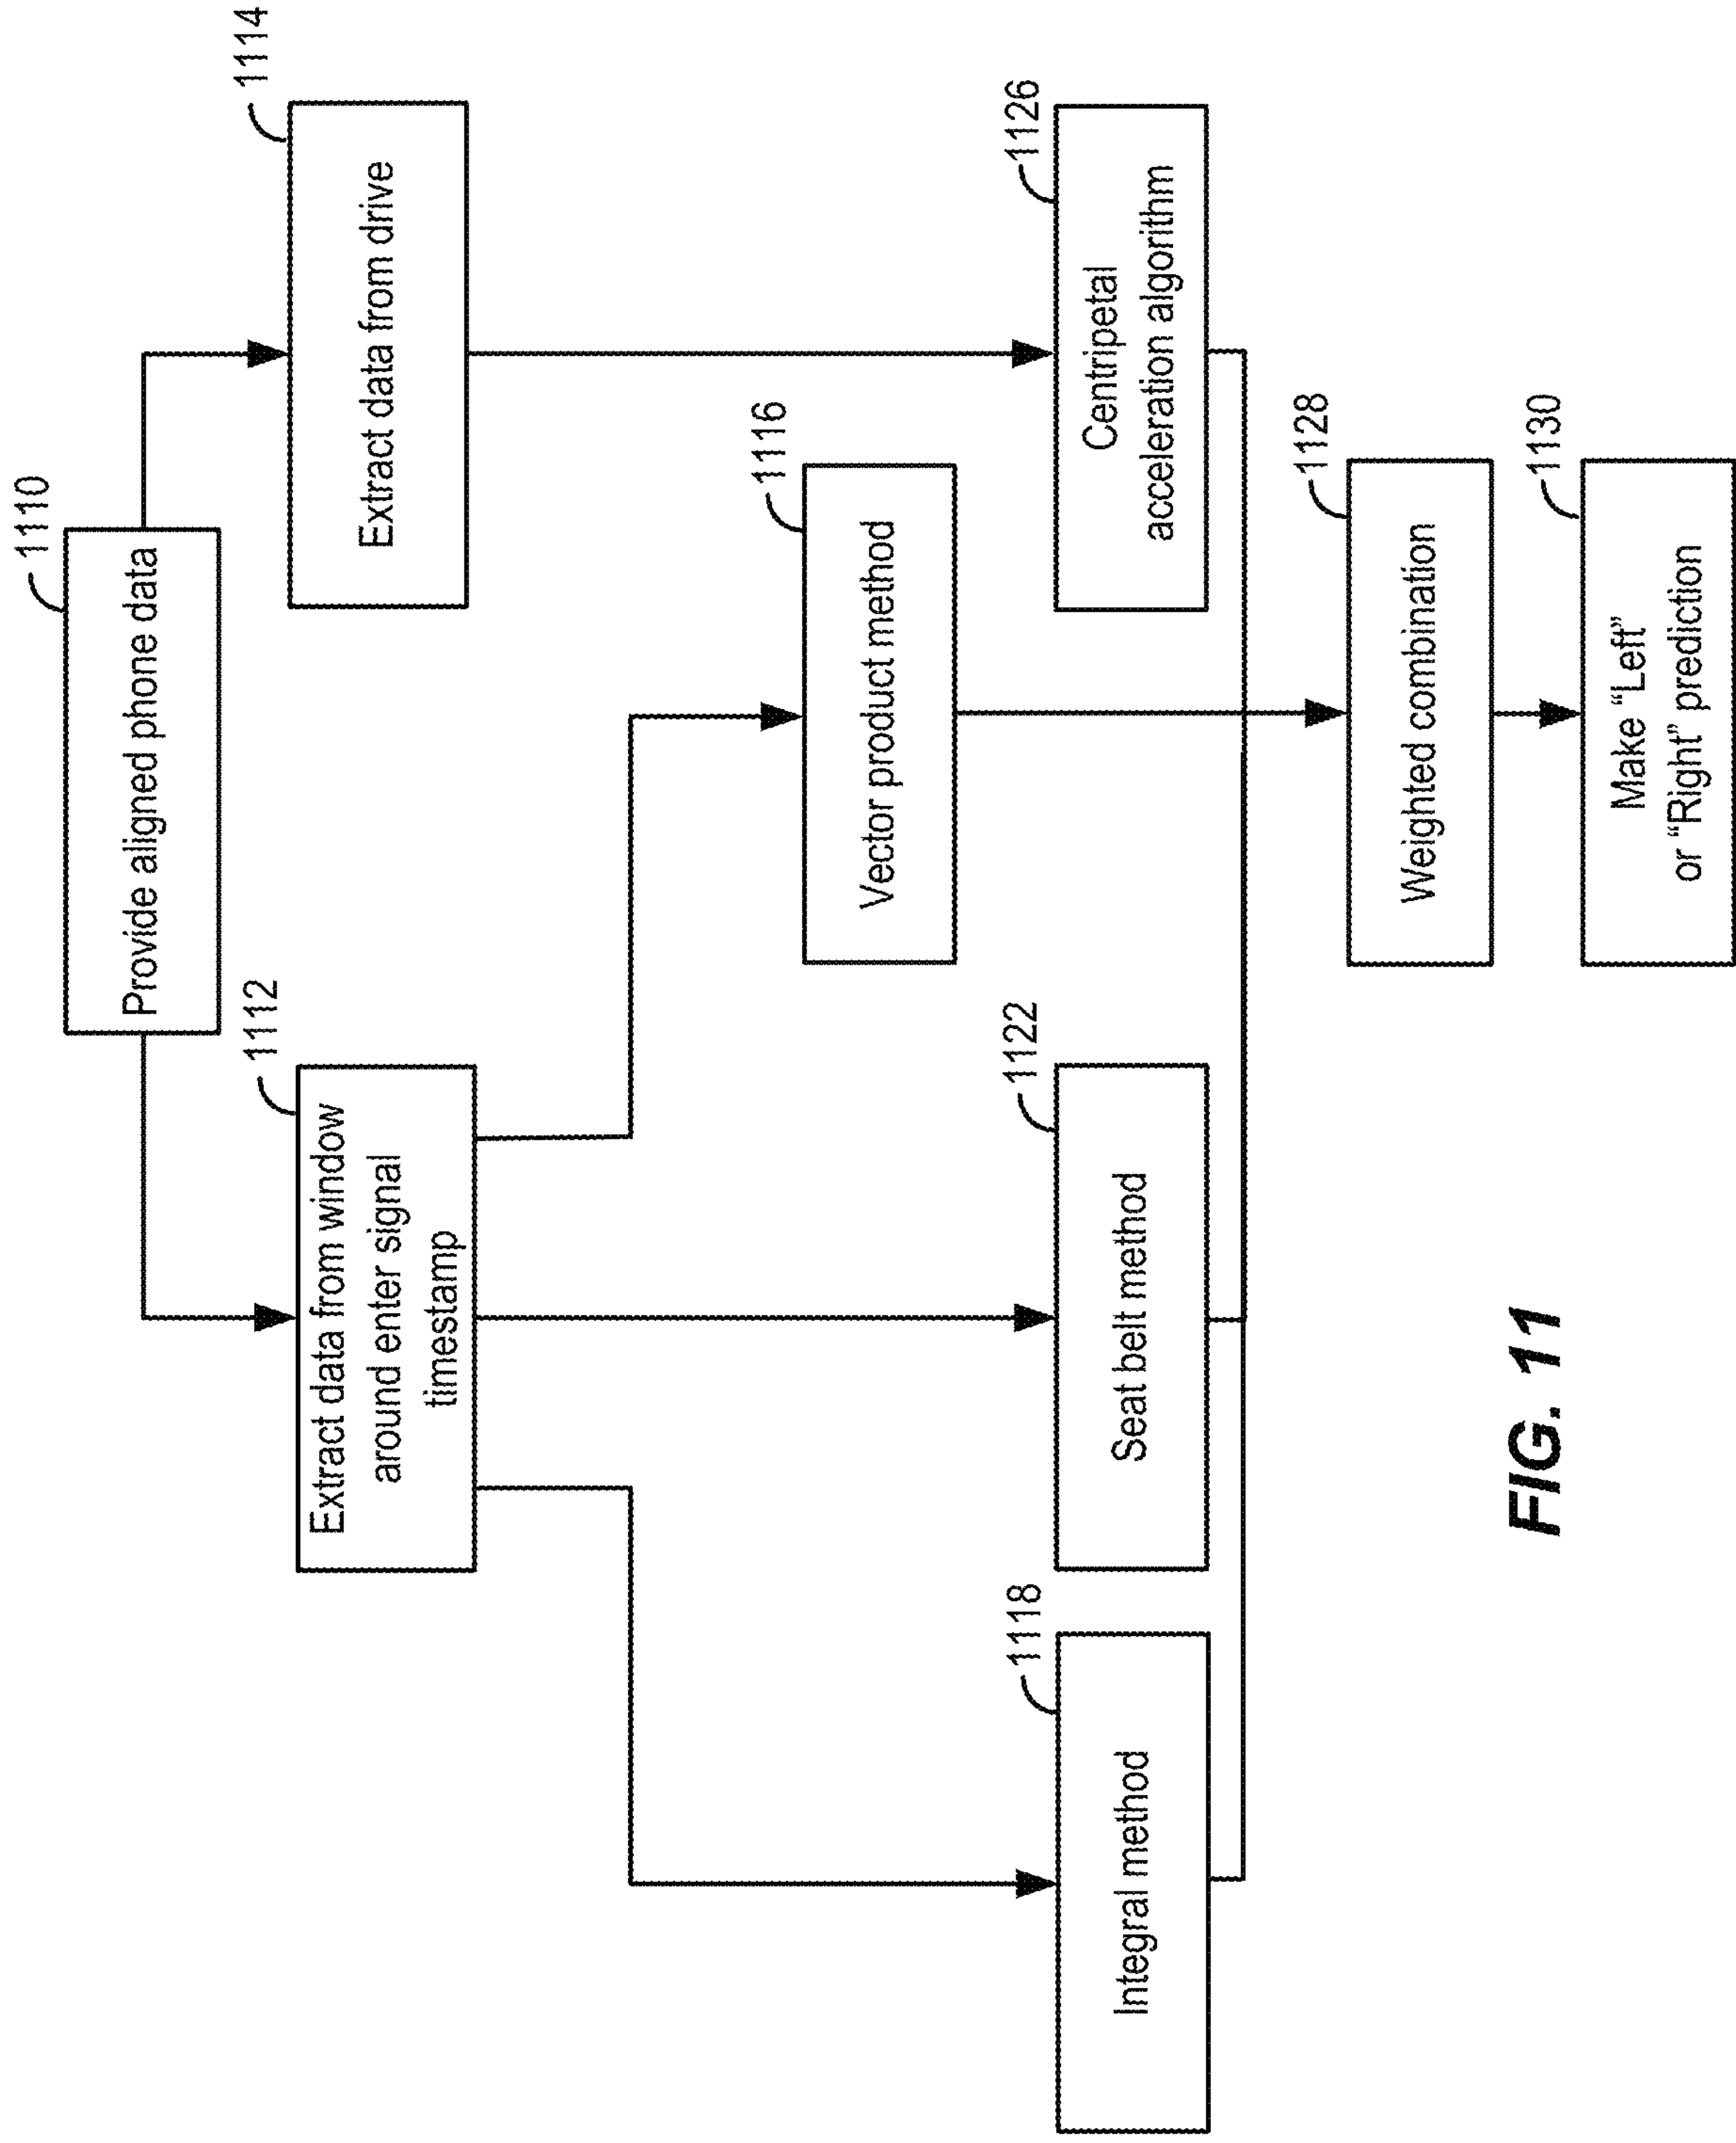 1110
Provide aligned phone data
1112
Extract data from window
around enter signal
timestamp
1114
Extract data from drive
1116
Vector product method
1118
Integral method
1122
Seat belt method
1126
Centripetal
acceleration algorithm
1128
Weighted combination
1130
Make “Left”
or “Right” prediction
FIG. 11